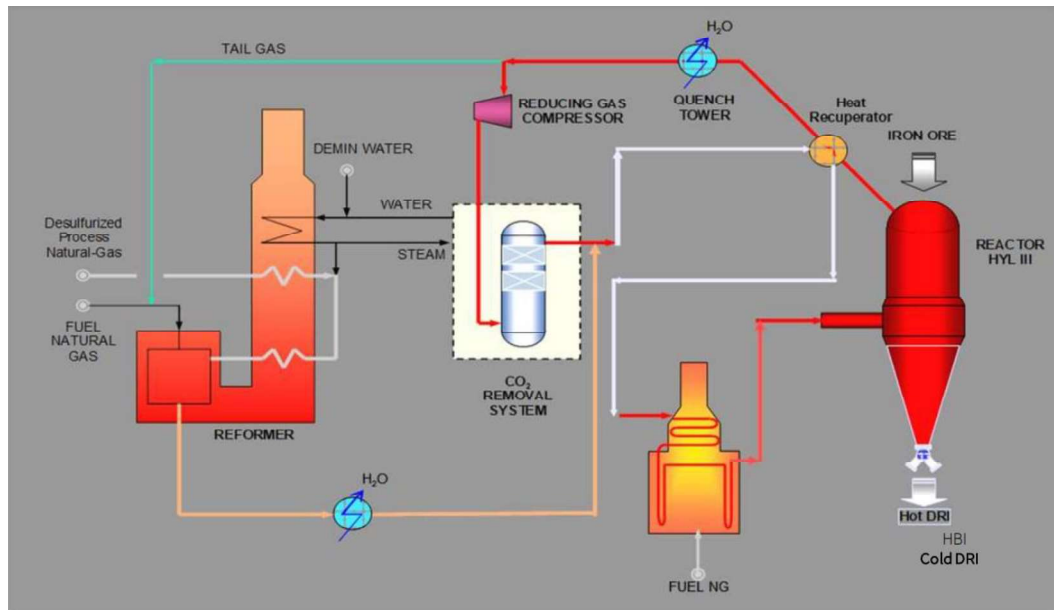 H2O
TAIL GAS
QUENCH
TOWER
Heat
Recuperator
REDUCING GAS
COMPRESSOR
IRON ORE
DEMIN WATER
WATER
Desulfurized
Process
Natural-Gas
STEAM
REACTOR
HYL III
FUEL
NATURAL
GAS
CO2
REMOVAL
SYSTEM
REFORMER
H2O
Hot DRI
HBI
Cold DRI
FUEL NG